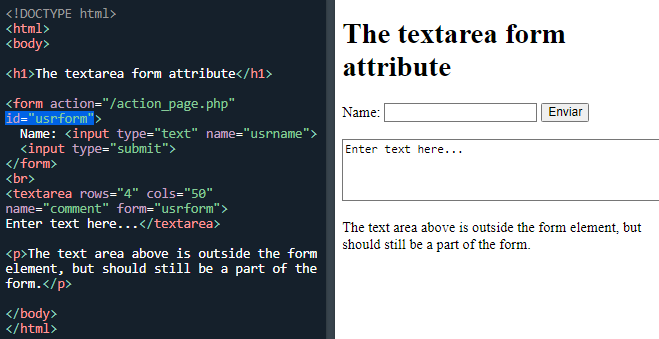 <!DOCTYPE html>
<html>
<body>
<h1>The textarea form attribute</h1>
<form action="/action_page.php"
id="usrform">
  Name: <input type="text" name="usrname">
  <input type="submit">
</form>
<br>
<textarea rows="4" cols="50"
name="comment" form="usrform">
Enter text here...</textarea>
<p>The text area above is outside the form
element, but should still be a part of the
form.</p>
</body>
</html>
The textarea form
attribute
Name: Enviar
Enter text here...
The text area above is outside the form element, but
should still be a part of the form.